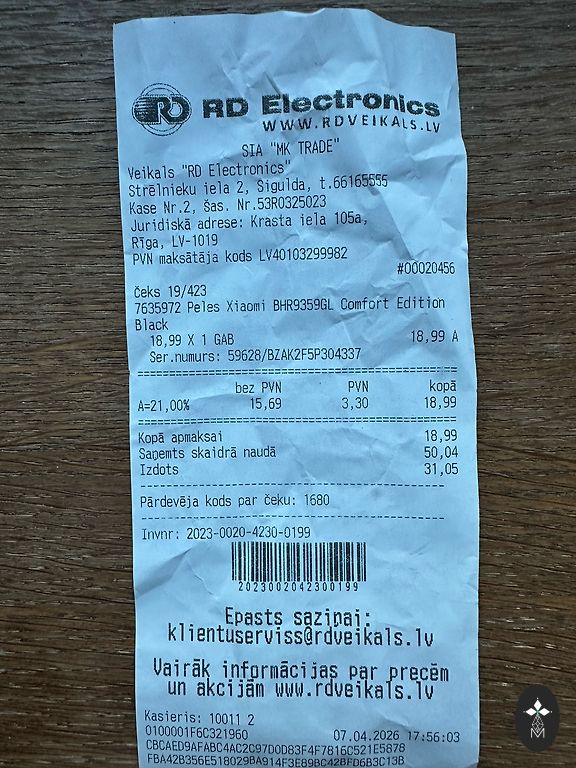 RD RD Electronics
WWW.RDVEIKALS.LV
SIA "MK TRADE"
Veikals "RD Electronics"
Strēlnieku iela 2, Sigulda, t.66165555
Kase Nr.2, šas. Nr.53R0325023
Juridiskā adrese: Krasta iela 105a,
Rīga, LV-1019
PVN maksātāja kods LV40103299982
#00020456
čeks 19/423
7635972 Peles Xiaomi BHR9359GL Comfort Edition
Black
18,99 X 1 GAB 18,99 A
Ser.numurs: 59628/BZAK2F5P304337
bez PVN PVN kopā
A=21,00% 15,69 3,30 18,99
Kopā apmaksai 18,99
Saņemts skaidrā naudā 50,04
Izdots 31,05
Pārdevēja kods par čeku: 1680
Invnr: 2023-0020-4230-0199
2023002042300199
Epasts saziņai:
klientuserviss@rdveikals.lv
Vairāk informācijas par precēm
un akcijām www.rdveikals.lv
Kasieris: 10011 2
0100001F6C321960 07.04.2026 17:56:03
CBCAED9AFABC4AC2C97D0D83F4F7816C521E5878
FBA42B356E518029BA914F3E89BC42BFD6B3C13B
M